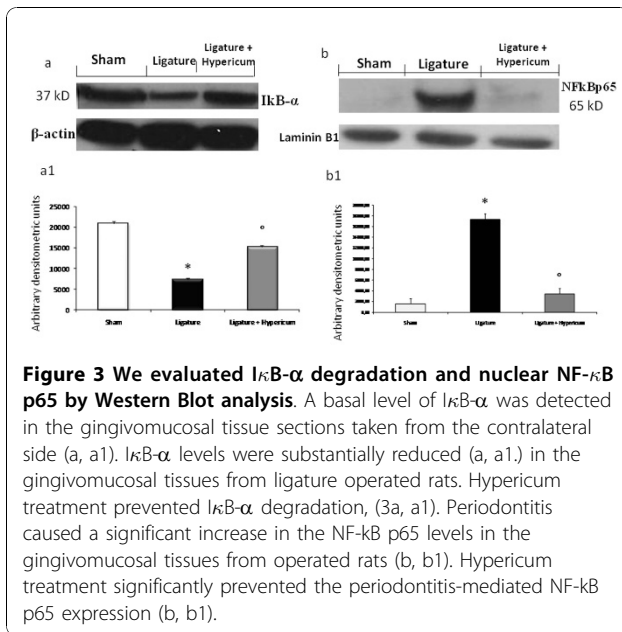 a
Sham
Ligature
Ligature +
Hypericum
37 kD
IkB-α
β-actin
b
Sham
Ligature
Ligature +
Hypericum
NFkBp65
65 kD
Laminin B1
a1
Arbitrary densitometric units
25000
20000
15000
10000
5000
0
*
°
Sham
Ligature
Ligature + Hypericum
b1
Arbitrary densitometric units
*
°
Sham
Ligature
Ligature + Hypericum
Figure 3 We evaluated IκB-α degradation and nuclear NF-κB
p65 by Western Blot analysis. A basal level of IκB-α was detected
in the gingivomucosal tissue sections taken from the contralateral
side (a, a1). IκB-α levels were substantially reduced (a, a1.) in the
gingivomucosal tissues from ligature operated rats. Hypericum
treatment prevented IκB-α degradation, (3a, a1). Periodontitis
caused a significant increase in the NF-kB p65 levels in the
gingivomucosal tissues from operated rats (b, b1). Hypericum
treatment significantly prevented the periodontitis-mediated NF-kB
p65 expression (b, b1).